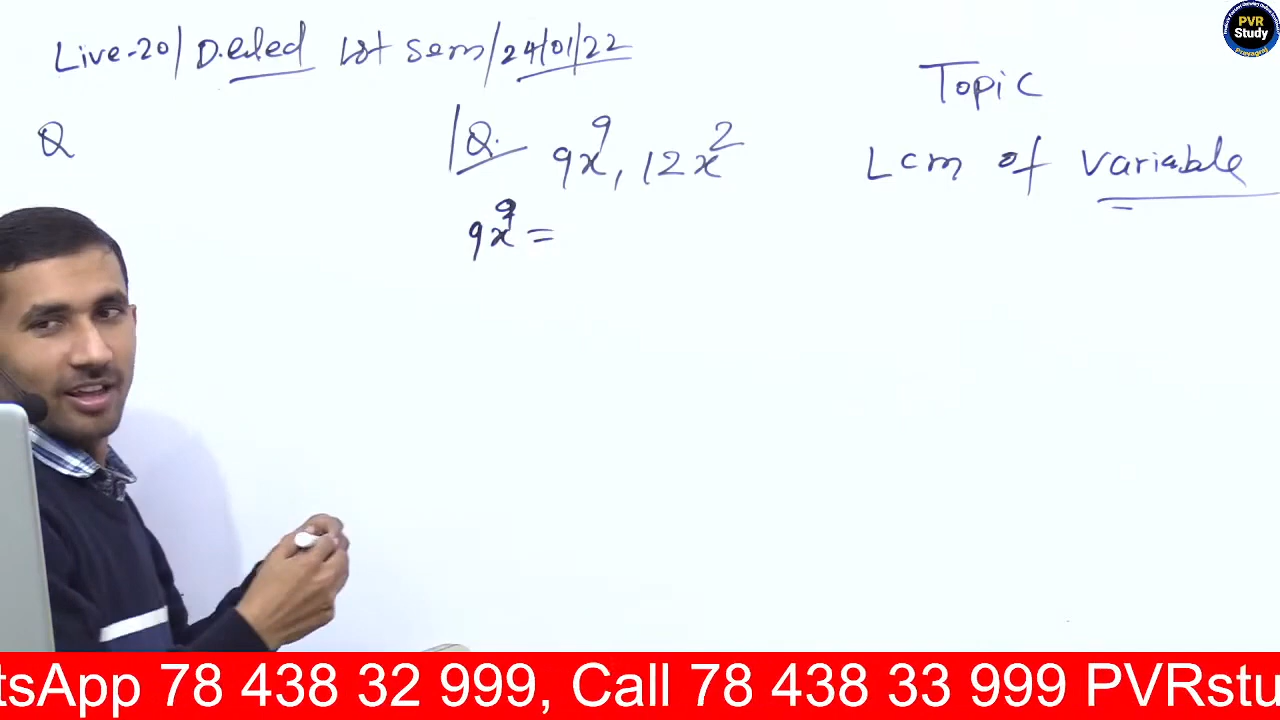 Live-20/ D.eled 1st sem/24/01/22
Q
Q. 9x⁹, 12x²
9x⁹ =
Topic
Lcm of variable
PVR
Study
Prayagraj
tsApp 78 438 32 999, Call 78 438 33 999 PVRstu